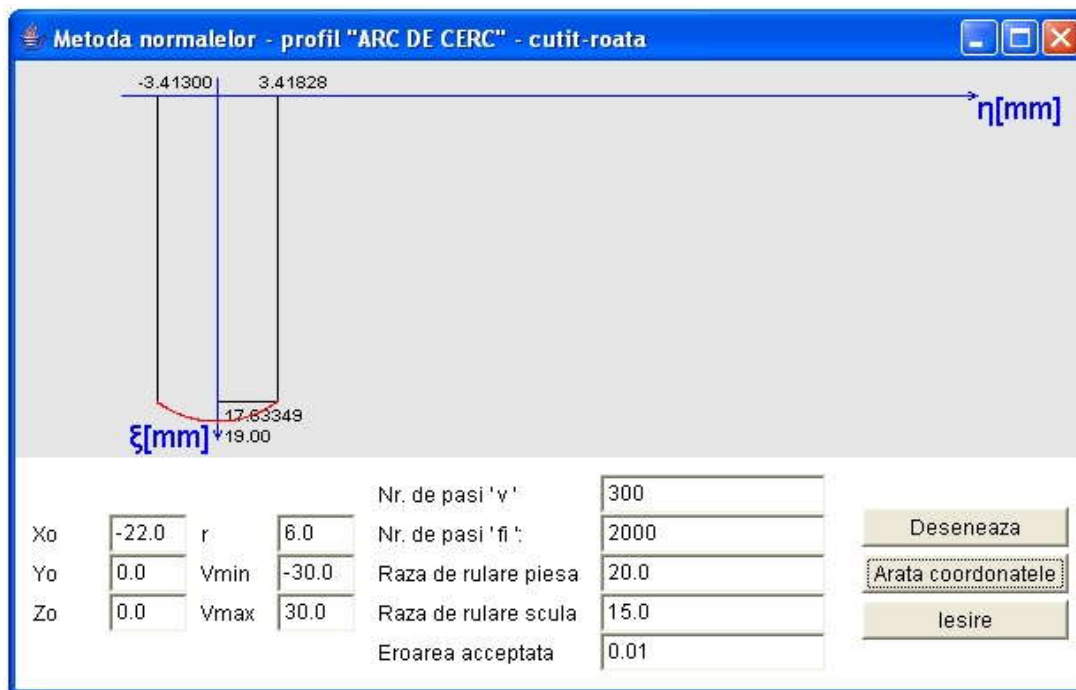 Metoda normalelor - profil "ARC DE CERC" - cutit-roata
-3.41300 3.41828
η[mm]
17.63349
ξ[mm] 19.00
Nr. de pasi ' v ': 300
Xo -22.0 r 6.0 Nr. de pasi ' fi ': 2000 Deseneaza
Yo 0.0 Vmin -30.0 Raza de rulare piesa 20.0 Arata coordonatele
Zo 0.0 Vmax 30.0 Raza de rulare scula 15.0 Iesire
Eroarea acceptata 0.01